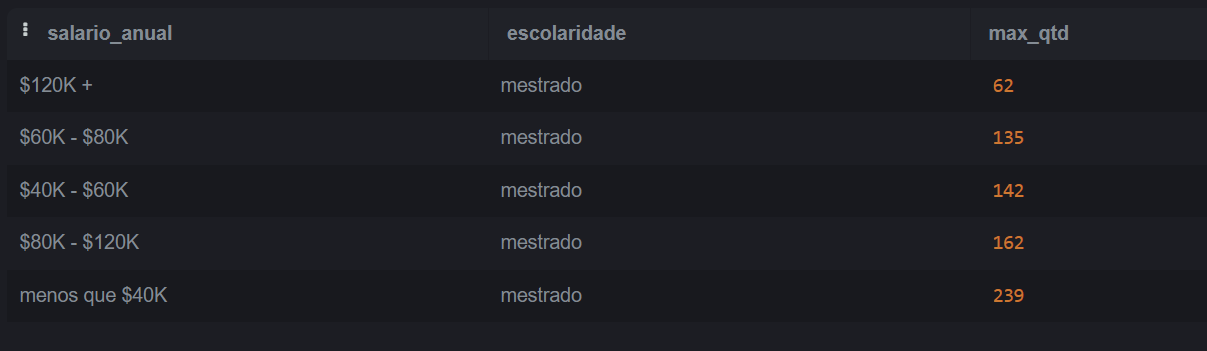 salario_anual escolaridade max_qtd
$120K + mestrado 62
$60K - $80K mestrado 135
$40K - $60K mestrado 142
$80K - $120K mestrado 162
menos que $40K mestrado 239